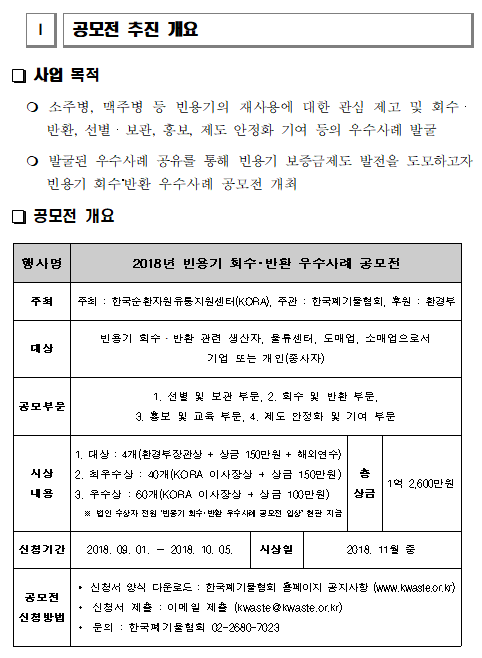 I 공모전 추진 개요
❏ 사업 목적
❍ 소주병, 맥주병 등 빈용기의 재사용에 대한 관심 제고 및 회수·
반환, 선별·보관, 홍보, 제도 안정화 기여 등의 우수사례 발굴
❍ 발굴된 우수사례 공유를 통해 빈용기 보증금제도 발전을 도모하고자
빈용기 회수·반환 우수사례 공모전 개최
❏ 공모전 개요
행사명 2018년 빈용기 회수·반환 우수사례 공모전
주최 주최 : 한국순환자원유통지원센터(KORA), 주관 : 한국폐기물협회, 후원 : 환경부
대상 빈용기 회수·반환 관련 생산자, 물류센터, 도매업, 소매업으로서
기업 또는 개인(종사자)
공모부문 1. 선별 및 보관 부문, 2. 회수 및 반환 부문,
3. 홍보 및 교육 부문, 4. 제도 안정화 및 기여 부문
시상
내용
1. 대상 : 4개(환경부장관상 + 상금 150만원 + 해외연수)
2. 최우수상 : 40개(KORA 이사장상 + 상금 150만원)
3. 우수상 : 60개(KORA 이사장상 + 상금 100만원)
※ 법인 수상자 전원 '빈용기 회수·반환 우수사례 공모전 입상' 현판 지급
총
상금
1억 2,600만원
신청기간 2018. 09. 01. - 2018. 10. 05. 시상일 2018. 11월 중
공모전
신청방법
• 신청서 양식 다운로드 : 한국폐기물협회 홈페이지 공지사항 (www.kwaste.or.kr)
• 신청서 제출 : 이메일 제출 (kwaste@kwaste.or.kr)
• 문의 : 한국폐기물협회 02-2680-7023